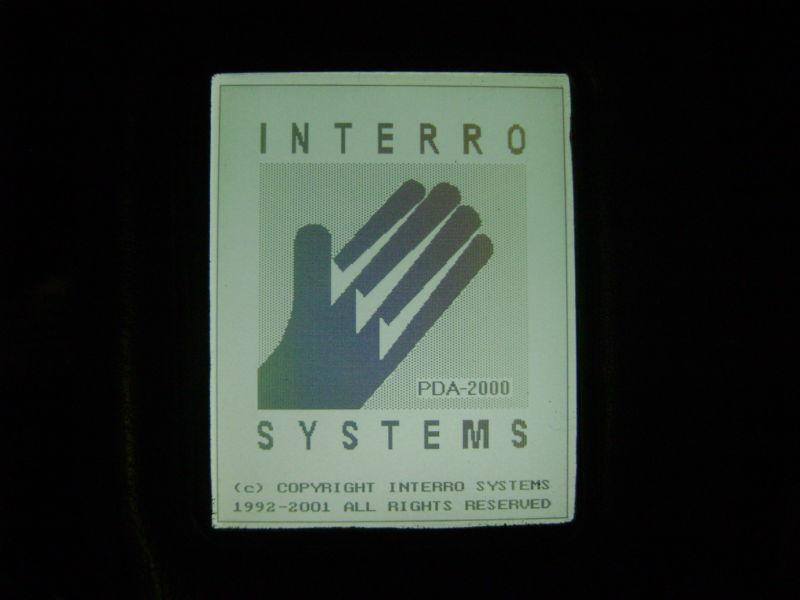 INTERRO
PDA-2000
SYSTEMS
(c) COPYRIGHT INTERRO SYSTEMS
1992-2001 ALL RIGHTS RESERVED